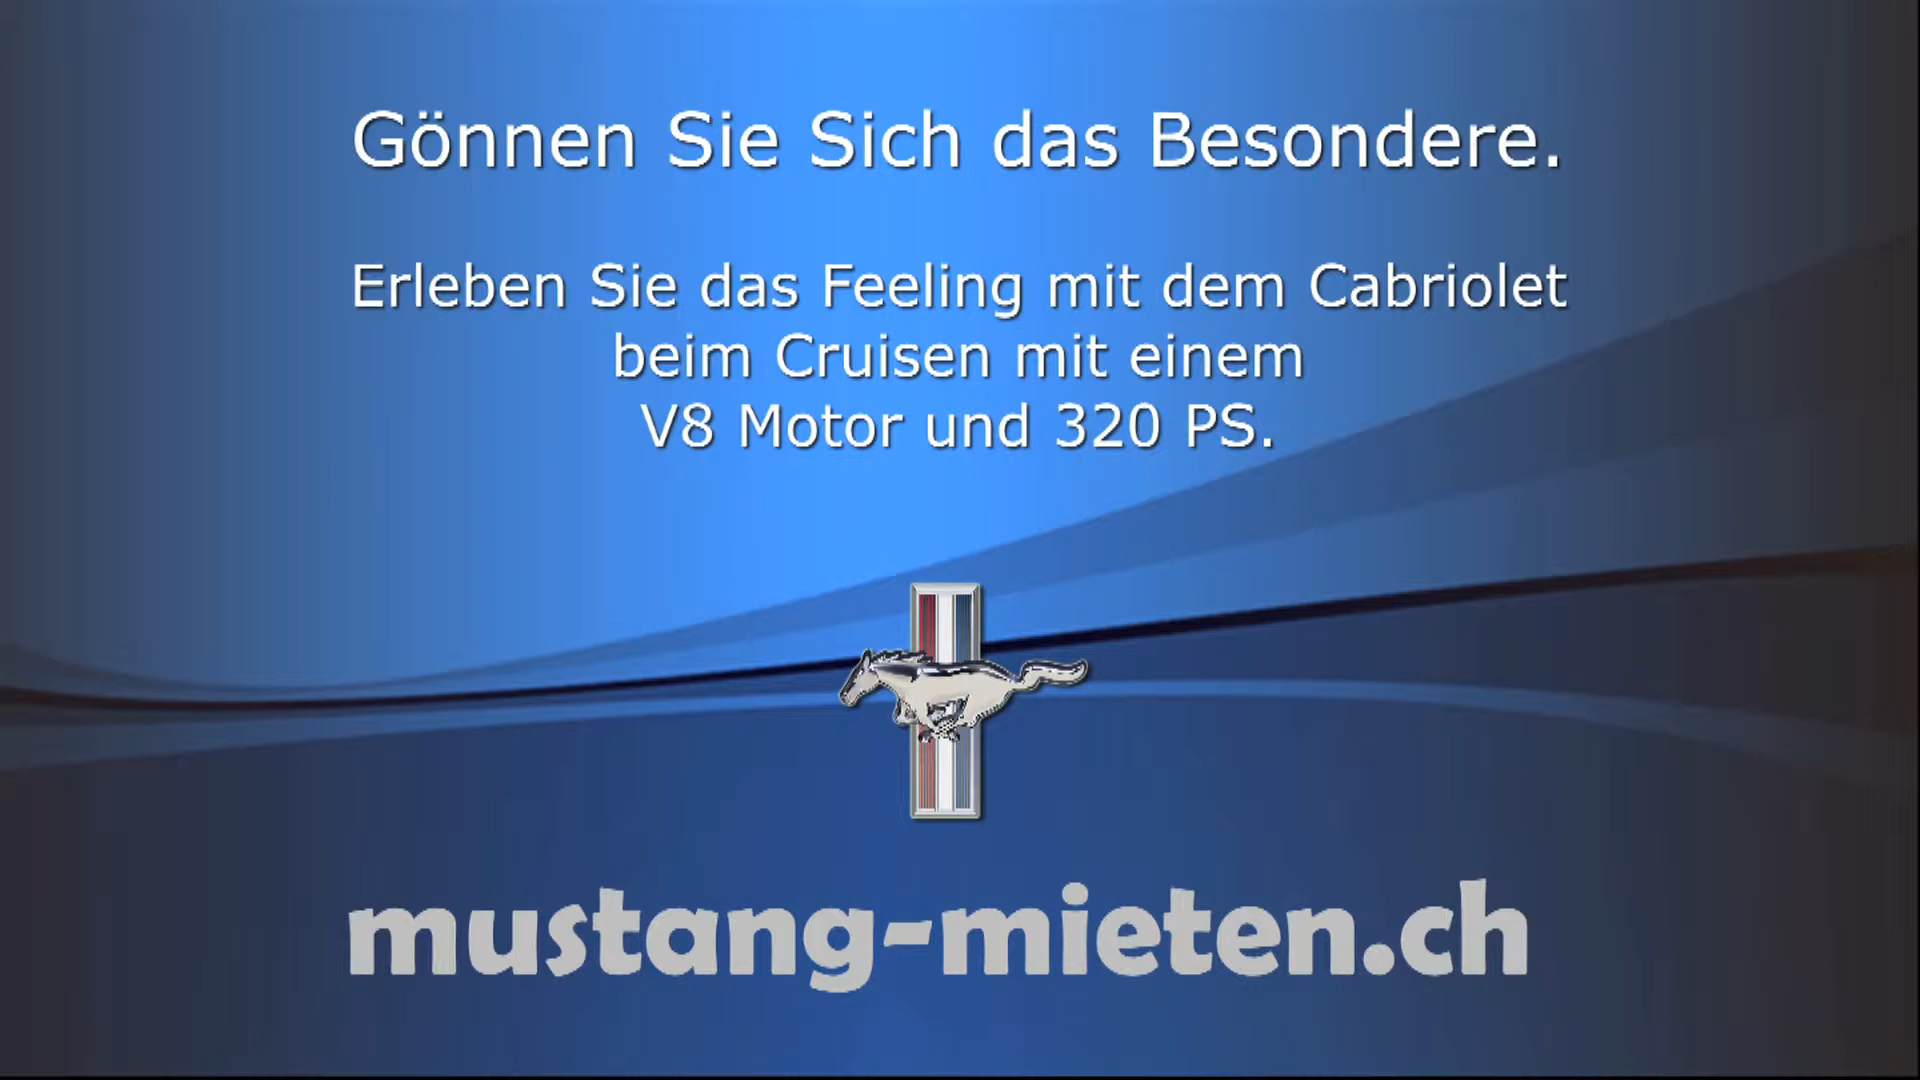 Gönnen Sie Sich das Besondere.
Erleben Sie das Feeling mit dem Cabriolet
beim Cruisen mit einem
V8 Motor und 320 PS.
mustang-mieten.ch